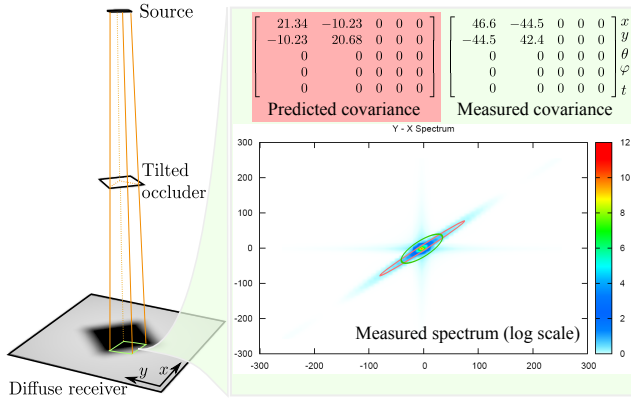 Source
Tilted
occluder
Diffuse receiver
y
x
21.34 −10.23 0 0 0
−10.23 20.68 0 0 0
0 0 0 0 0
0 0 0 0 0
0 0 0 0 0
Predicted covariance
46.6 −44.5 0 0 0 x
−44.5 42.4 0 0 0 y
0 0 0 0 0 θ
0 0 0 0 0 φ
0 0 0 0 0 t
Measured covariance
Y - X Spectrum
300
200
100
0
-100
-200
-300
-300 -200 -100 0 100 200 300
Measured spectrum (log scale)
12
10
8
6
4
2
0